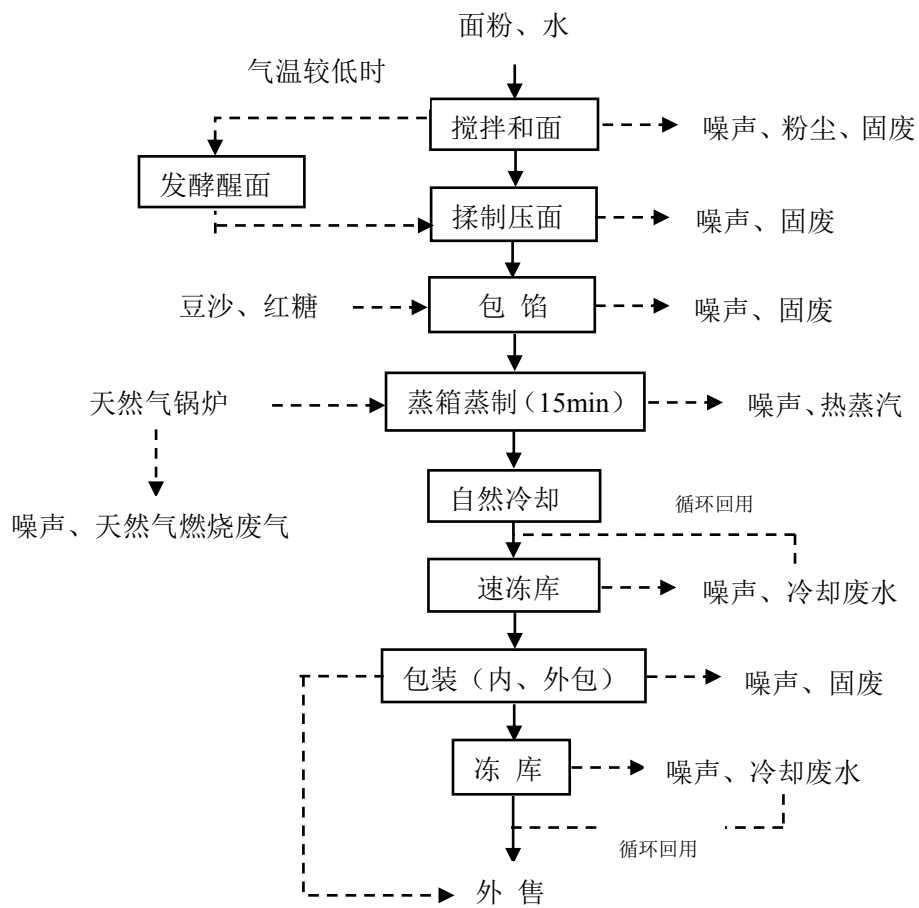 面粉、水
气温较低时
搅拌和面
噪声、粉尘、固废
发酵醒面
揉制压面
噪声、固废
豆沙、红糖
包 馅
噪声、固废
天然气锅炉
蒸箱蒸制（15min）
噪声、热蒸汽
自然冷却
循环回用
噪声、天然气燃烧废气
速冻库
噪声、冷却废水
包装（内、外包）
噪声、固废
冻 库
噪声、冷却废水
循环回用
外 售